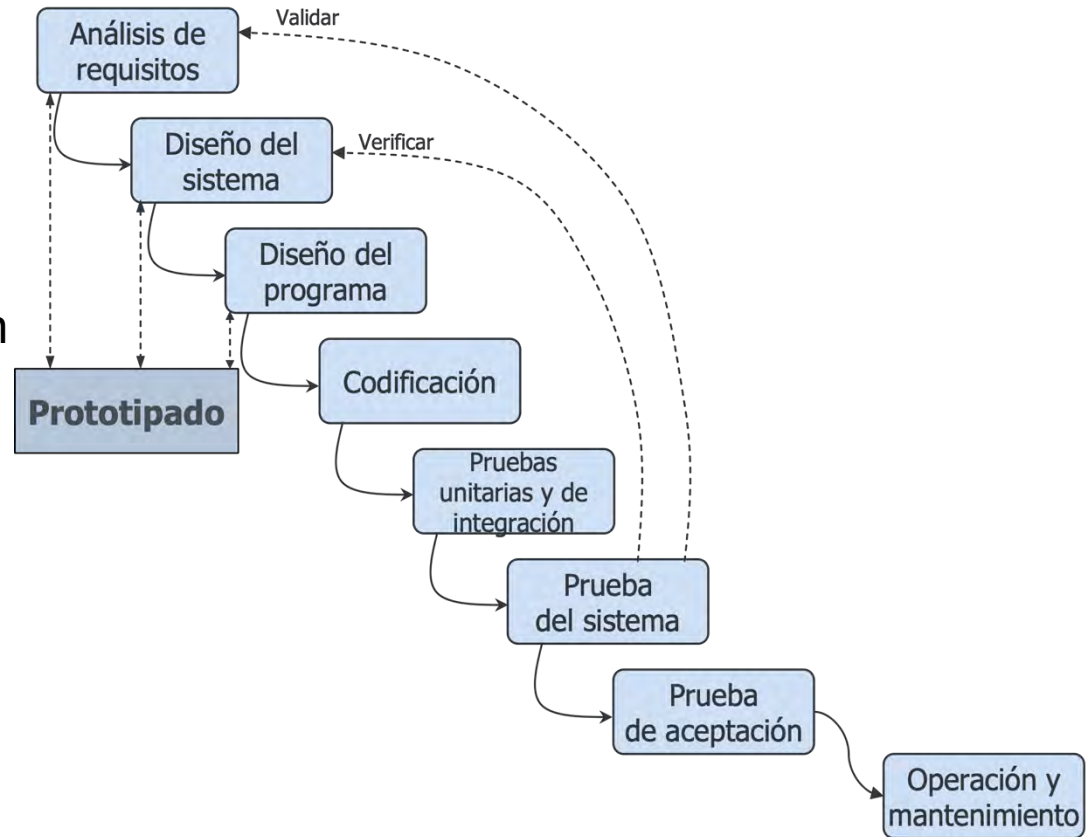 Validar
Análisis de
requisitos
Verificar
Diseño del
sistema
Diseño del
programa
n
Prototipado
Codificación
Pruebas
unitarias y de
integración
Prueba
del sistema
Prueba
de aceptación
Operación y
mantenimiento